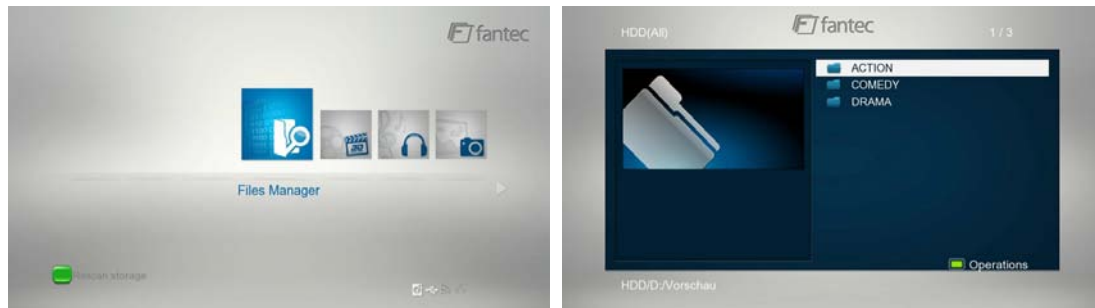 fantec
Files Manager
Rescan storage
HDD(All)
fantec
1 / 3
ACTION
COMEDY
DRAMA
Operations
HDD/D:/Vorschau